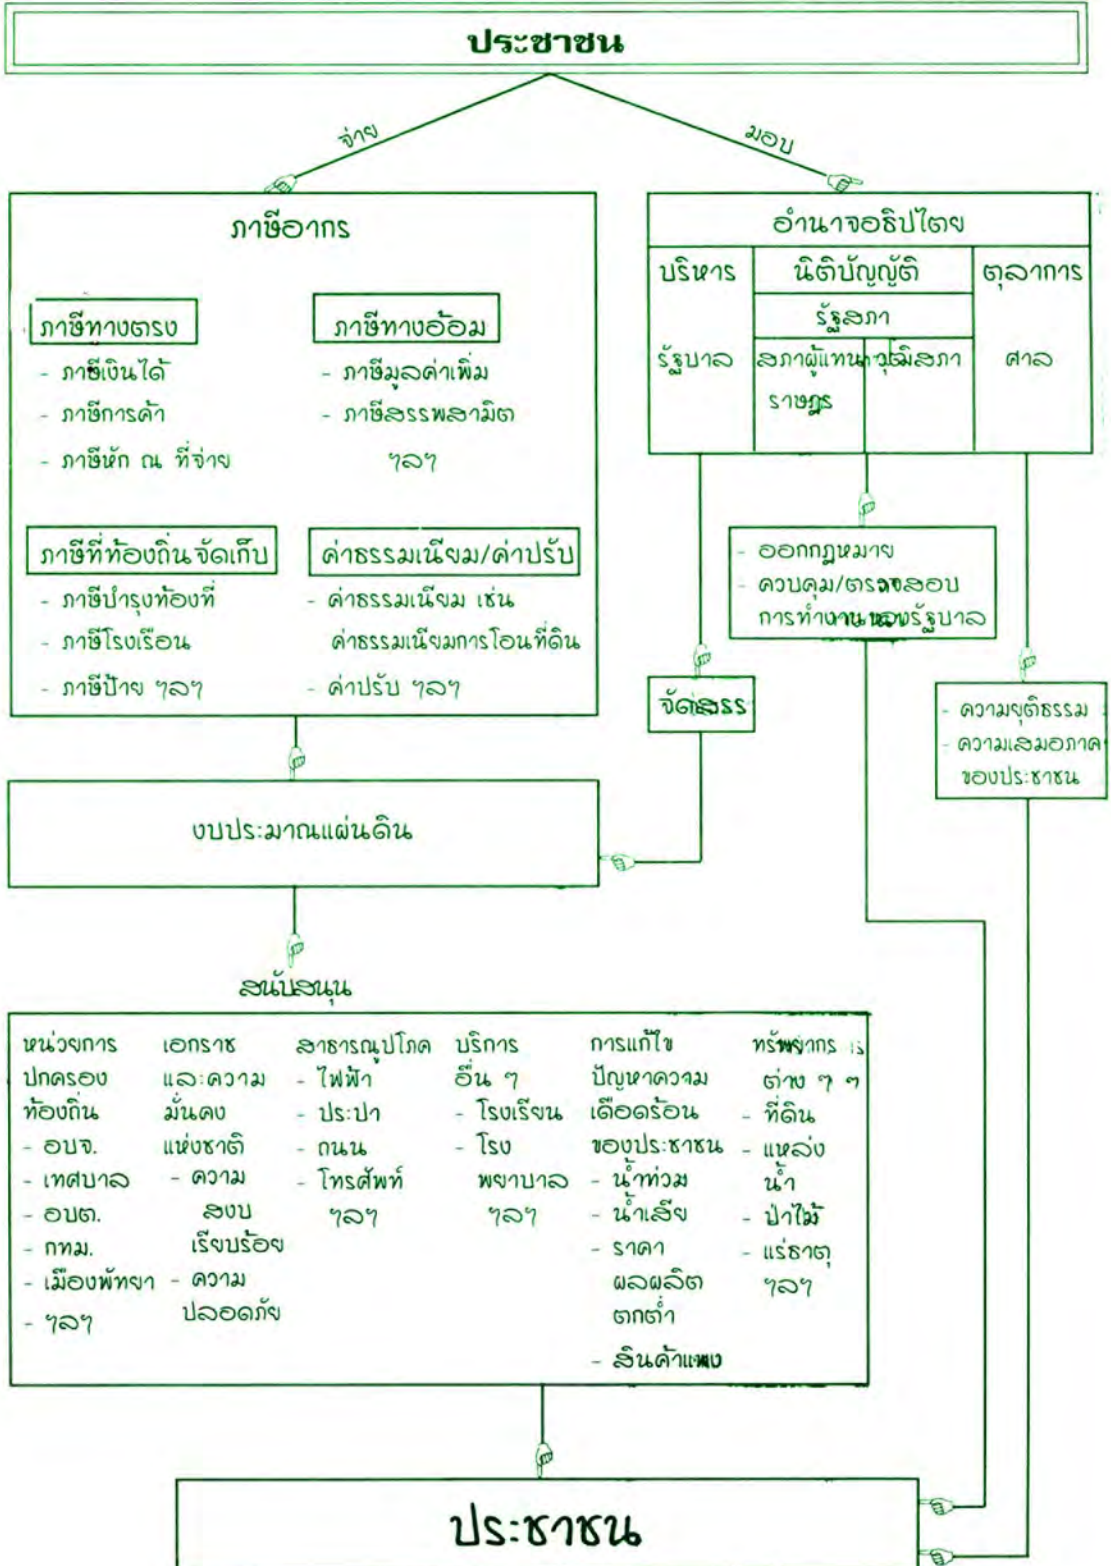 ประชาชน
จ่าย
มอบ
ภาษีอากร
ภาษีทางตรง
- ภาษีเงินได้
- ภาษีการค้า
- ภาษีหัก ณ ที่จ่าย
ภาษีทางอ้อม
- ภาษีมูลค่าเพิ่ม
- ภาษีสรรพสามิต
ฯลฯ
ภาษีที่ท้องถิ่นจัดเก็บ
- ภาษีบำรุงท้องที่
- ภาษีโรงเรือน
- ภาษีป้าย ฯลฯ
ค่าธรรมเนียม/ค่าปรับ
- ค่าธรรมเนียม เช่น
ค่าธรรมเนียมการโอนที่ดิน
- ค่าปรับ ฯลฯ
อำนาจอธิปไตย
บริหาร
รัฐบาล
นิติบัญญัติ
รัฐสภา
สภาผู้แทน
ราษฎร
วุฒิสภา
ตุลาการ
ศาล
- ออกกฎหมาย
- ควบคุม/ตรวจสอบ
การทำงานของรัฐบาล
จัดสรร
- ความยุติธรรม
- ความเสมอภาค
ของประชาชน
งบประมาณแผ่นดิน
สนับสนุน
หน่วยการ
ปกครอง
ท้องถิ่น
- อบจ.
- เทศบาล
- อบต.
- กทม.
- เมืองพัทยา
- ฯลฯ
เอกราช
และความ
มั่นคง
แห่งชาติ
- ความ
สงบ
เรียบร้อย
- ความ
ปลอดภัย
สาธารณูปโภค
- ไฟฟ้า
- ประปา
- ถนน
- โทรศัพท์
ฯลฯ
บริการ
อื่น ๆ
- โรงเรียน
- โรง
พยาบาล
ฯลฯ
การแก้ไข
ปัญหาความ
เดือดร้อน
ของประชาชน
- น้ำท่วม
- น้ำเสีย
- ราคา
ผลผลิต
ตกต่ำ
- สินค้าแพง
ทรัพยากร
ต่าง ๆ
- ที่ดิน
- แหล่ง
น้ำ
- ป่าไม้
- แร่ธาตุ
ฯลฯ
ประชาชน